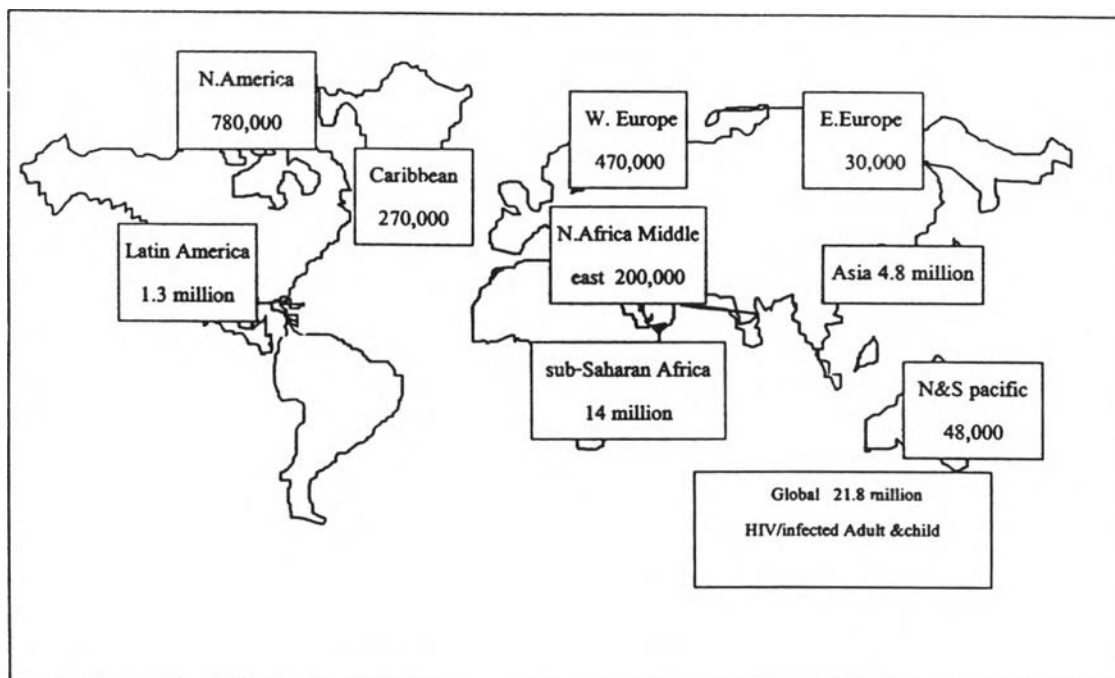 N.America
780,000
W. Europe
470,000
E.Europe
30,000
Caribbean
270,000
Latin America
1.3 million
N.Africa Middle
east 200,000
Asia 4.8 million
sub-Saharan Africa
14 million
N&S pacific
48,000
Global 21.8 million
HIV/infected Adult &child